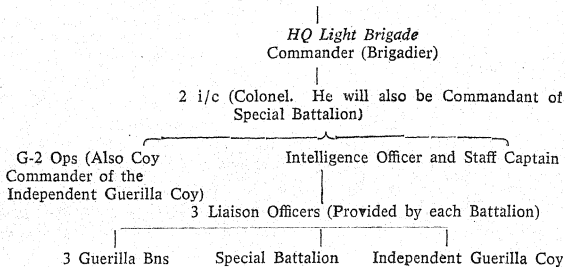 HQ Light Brigade
Commander (Brigadier)
2 i/c (Colonel. He will also be Commandant of
Special Battalion)
G-2 Ops (Also Coy
Commander of the
Independent Guerilla Coy)
Intelligence Officer and Staff Captain
3 Liaison Officers (Provided by each Battalion)
3 Guerilla Bns
Special Battalion
Independent Guerilla Coy